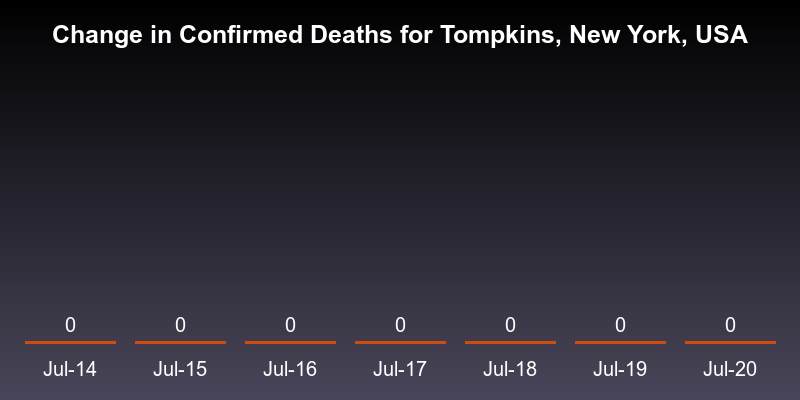 Change in Confirmed Deaths for Tompkins, New York, USA
0 0 0 0 0 0 0
Jul-14 Jul-15 Jul-16 Jul-17 Jul-18 Jul-19 Jul-20